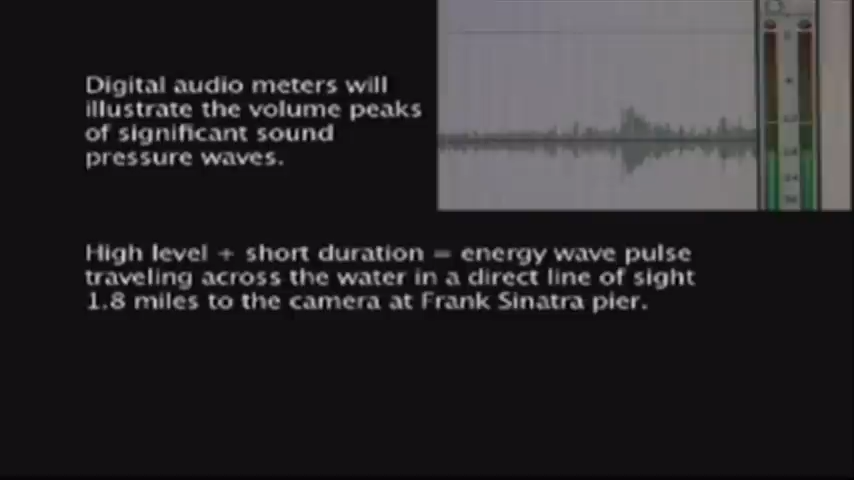 Digital audio meters will
illustrate the volume peaks
of significant sound
pressure waves.
High level + short duration = energy wave pulse
traveling across the water in a direct line of sight
1.8 miles to the camera at Frank Sinatra pier.